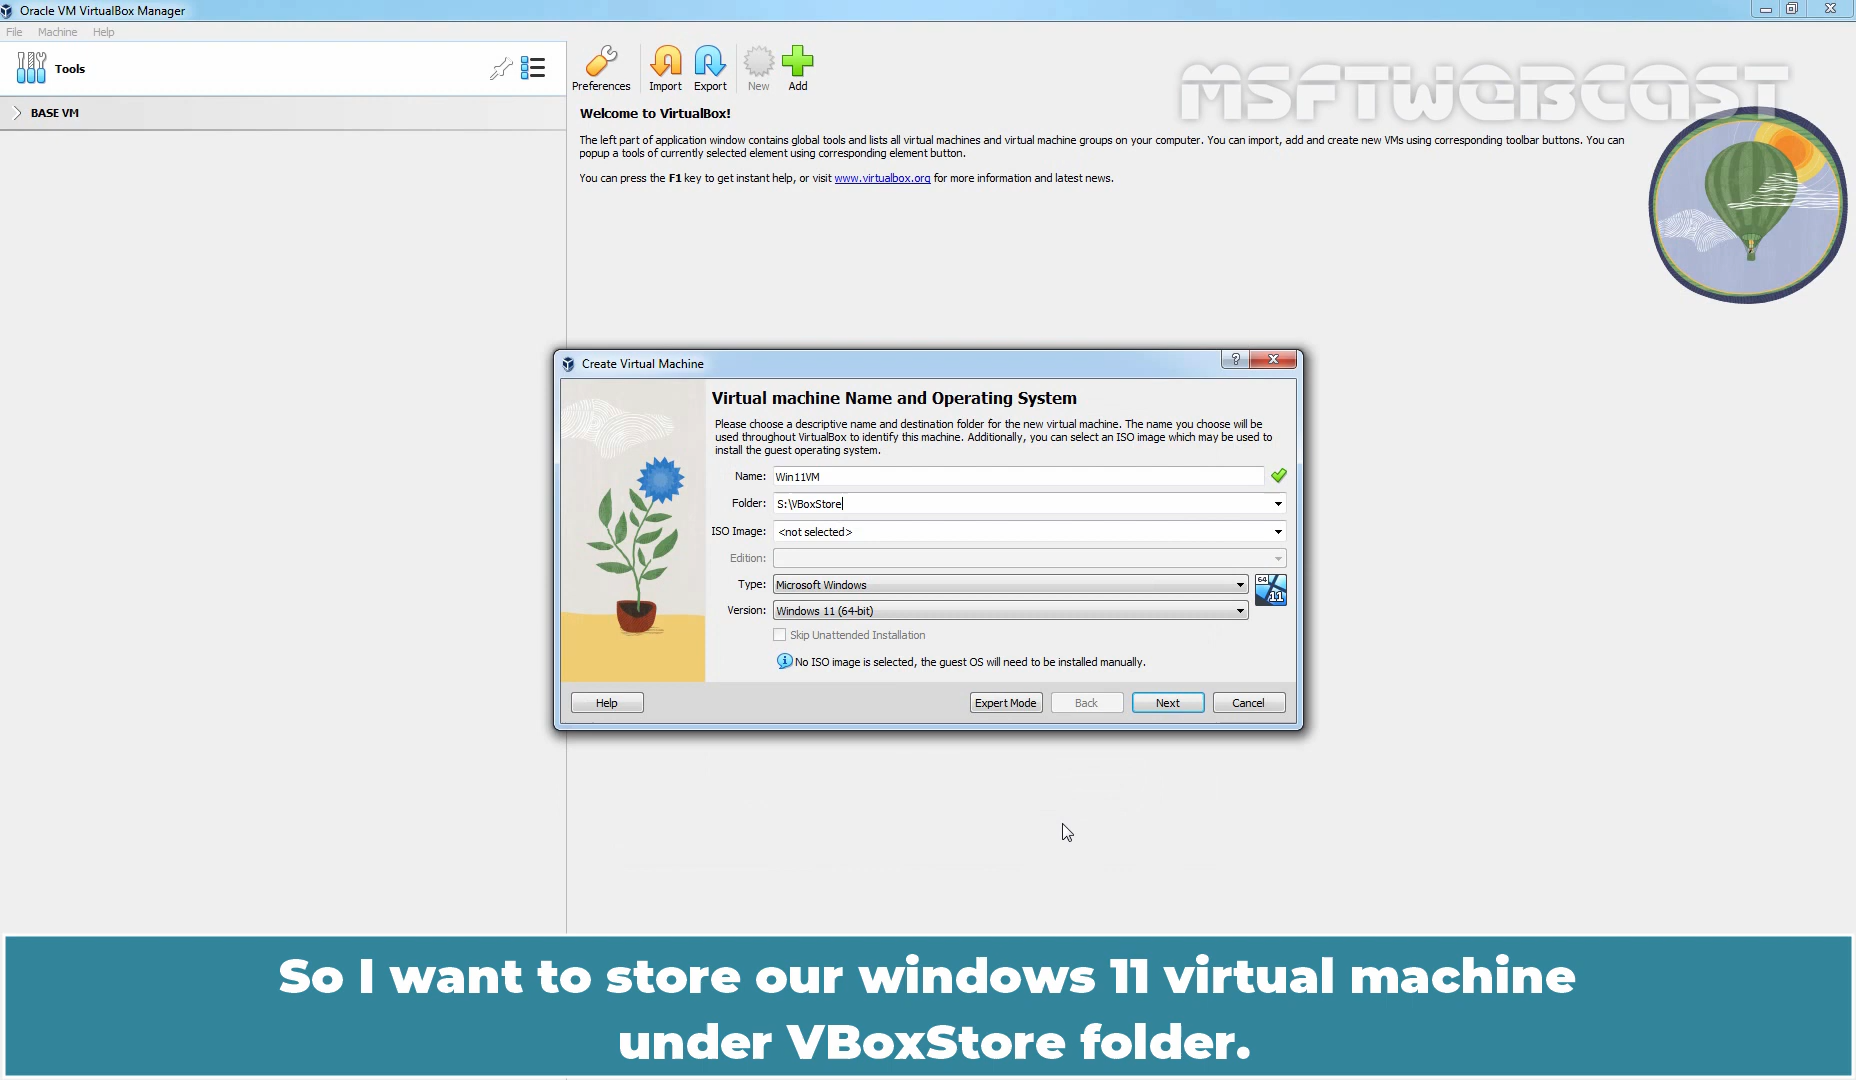 Oracle VM VirtualBox Manager
File Machine Help
Tools
BASE VM
Preferences Import Export New Add
MSFTWEBCAST
Welcome to VirtualBox!
The left part of application window contains global tools and lists all virtual machines and virtual machine groups on your computer. You can import, add and create new VMs using corresponding toolbar buttons. You can
popup a tools of currently selected element using corresponding element button.
You can press the F1 key to get instant help, or visit www.virtualbox.org for more information and latest news.
Create Virtual Machine
?
Virtual machine Name and Operating System
Please choose a descriptive name and destination folder for the new virtual machine. The name you choose will be
used throughout VirtualBox to identify this machine. Additionally, you can select an ISO image which may be used to
install the guest operating system.
Name: Win11VM
Folder: S:\VBoxStore
ISO Image: <not selected>
Edition:
Type: Microsoft Windows
64
11
Version: Windows 11 (64-bit)
Skip Unattended Installation
No ISO image is selected, the guest OS will need to be installed manually.
Help Expert Mode Back Next Cancel
So I want to store our windows 11 virtual machine
under VBoxStore folder.